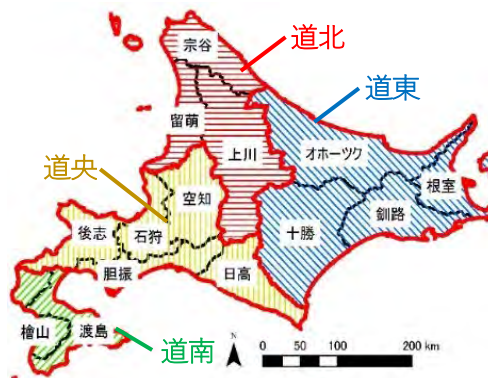 宗谷
道北
道東
留萌
上川
オホーツク
道央
空知
根室
釧路
後志
石狩
十勝
胆振
日高
檜山
渡島
道南
N
0 50 100 200 km